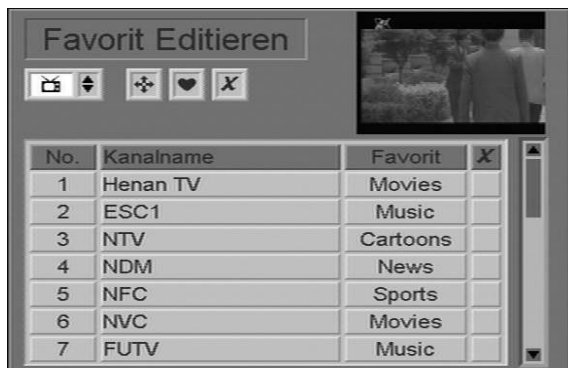 Favorit Editieren
X
No. Kanalname Favorit X
1 Henan TV Movies
2 ESC1 Music
3 NTV Cartoons
4 NDM News
5 NFC Sports
6 NVC Movies
7 FUTV Music